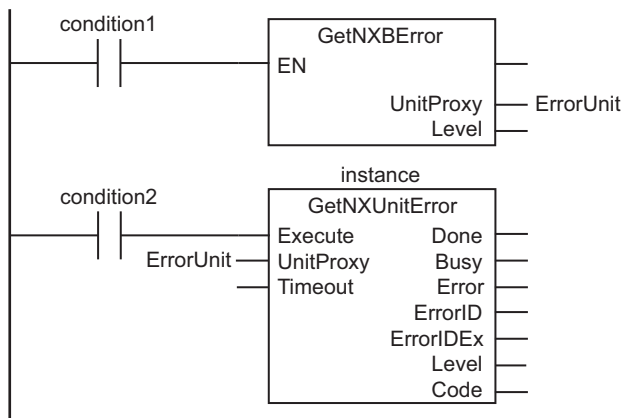 condition1
GetNXBError
EN
UnitProxy ErrorUnit
Level
instance
condition2
GetNXUnitError
Execute Done
ErrorUnit UnitProxy Busy
Timeout Error
ErrorID
ErrorIDEx
Level
Code